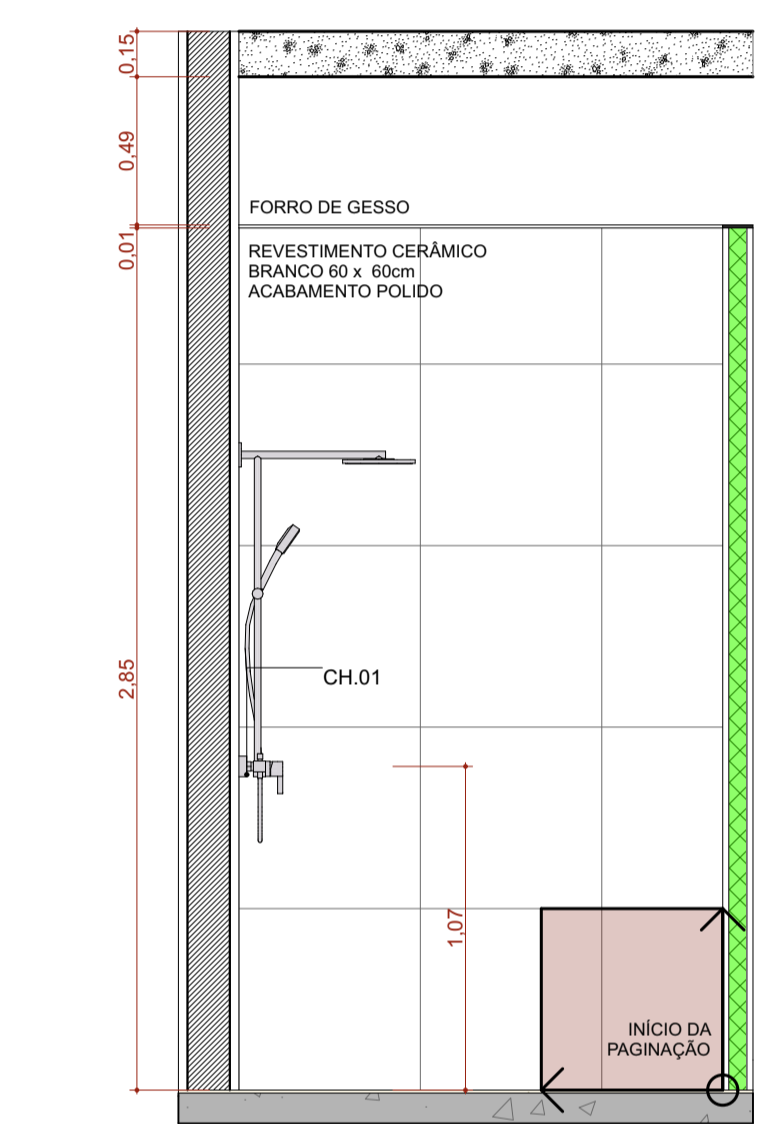 0,15
0,49
FORRO DE GESSO
0,01
REVESTIMENTO CERÂMICO
BRANCO 60 x 60cm
ACABAMENTO POLIDO
2,85
CH.01
1,07
INÍCIO DA
PAGINAÇÃO